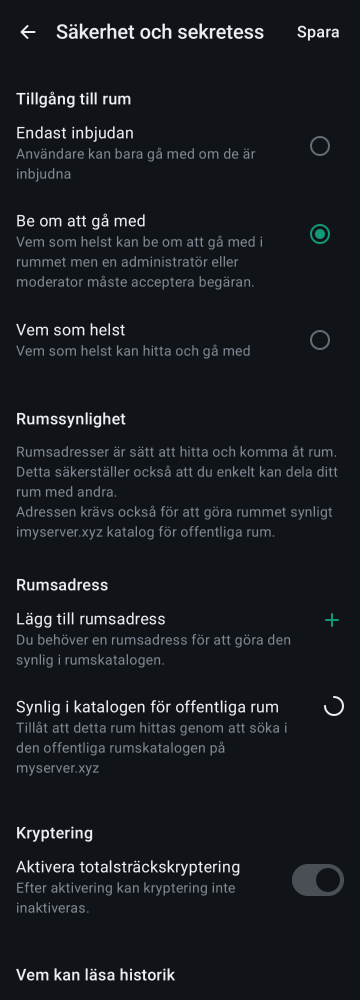 Säkerhet och sekretess
Spara
Tillgång till rum
Endast inbjudan
Användare kan bara gå med om de är
inbjudna
Be om att gå med
Vem som helst kan be om att gå med i
rummet men en administratör eller
moderator måste acceptera begäran.
Vem som helst
Vem som helst kan hitta och gå med
Rumssynlighet
Rumsadresser är sätt att hitta och komma åt rum.
Detta säkerställer också att du enkelt kan dela ditt
rum med andra.
Adressen krävs också för att göra rummet synligt
imyserver.xyz katalog för offentliga rum.
Rumsadress
Lägg till rumsadress
Du behöver en rumsadress för att göra den
synlig i rumskatalogen.
Synlig i katalogen för offentliga rum
Tillåt att detta rum hittas genom att söka i
den offentliga rumskatalogen på
myserver.xyz
Kryptering
Aktivera totalsträckskryptering
Efter aktivering kan kryptering inte
inaktiveras.
Vem kan läsa historik